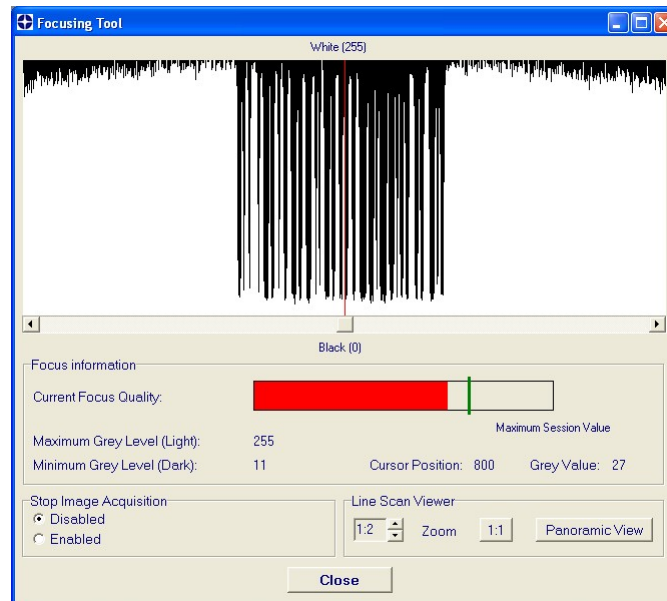 Focusing Tool
White (255)
Black (0)
Focus information
Current Focus Quality:
Maximum Session Value
Maximum Grey Level (Light): 255
Minimum Grey Level (Dark): 11 Cursor Position: 800 Grey Value: 27
Stop Image Acquisition
Disabled
Enabled
Line Scan Viewer
1:2 Zoom 1:1 Panoramic View
Close